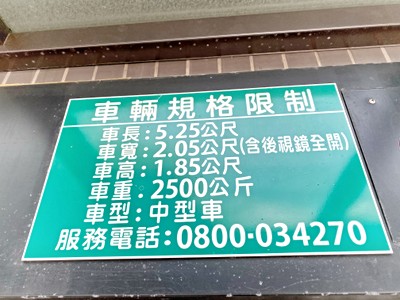 車輛規格限制
車長:5.25公尺
車寬:2.05公尺(含後視鏡全開)
車高:1.85公尺
車重:2500公斤
車型:中型車
服務電話:0800-034270